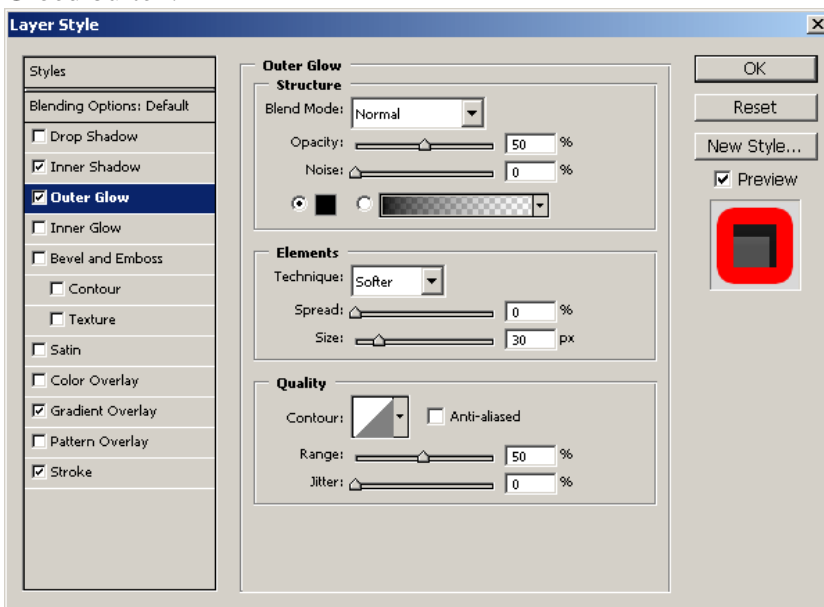 Layer Style
Styles
Blending Options: Default
Drop Shadow
Inner Shadow
Outer Glow
Inner Glow
Bevel and Emboss
Contour
Texture
Satin
Color Overlay
Gradient Overlay
Pattern Overlay
Stroke
Outer Glow
Structure
Blend Mode: Normal
Opacity: 50 %
Noise: 0 %
Elements
Technique: Softer
Spread: 0 %
Size: 30 px
Quality
Contour: Anti-aliased
Range: 50 %
Jitter: 0 %
OK
Reset
New Style...
Preview